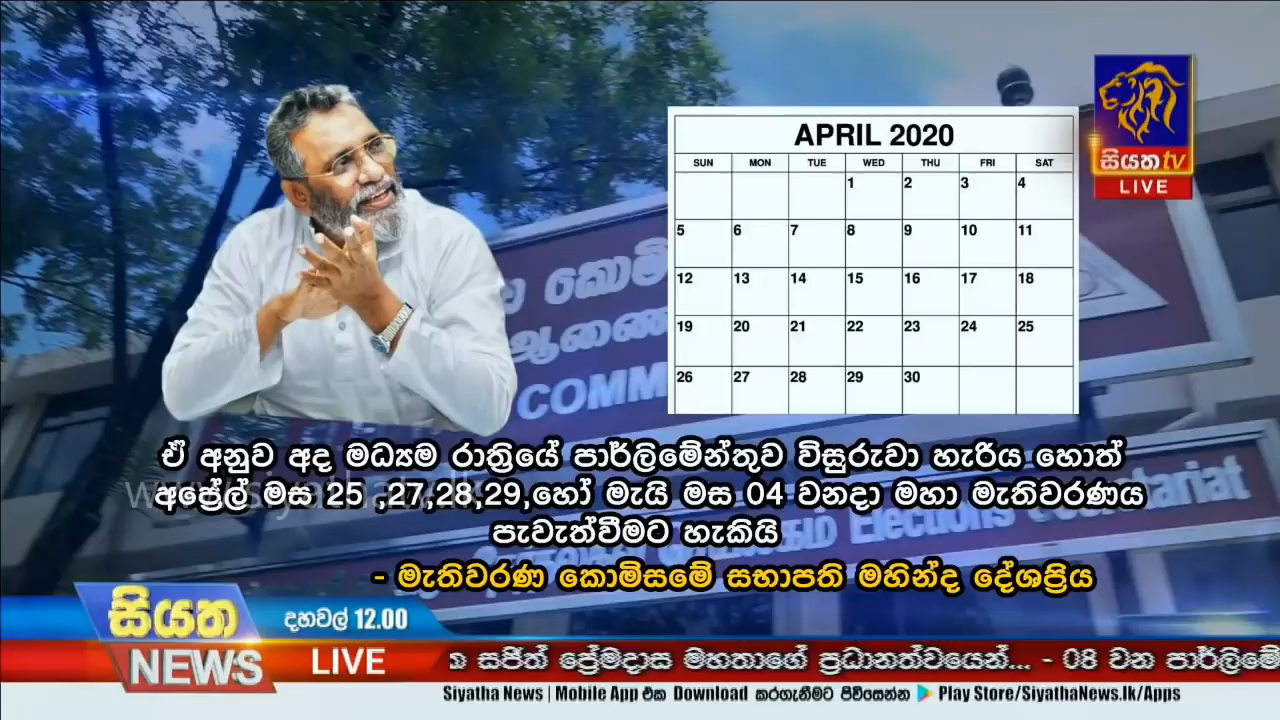 සියත tv
LIVE
APRIL 2020
SUN MON TUE WED THU FRI SAT
1 2 3 4
5 6 7 8 9 10 11
12 13 14 15 16 17 18
19 20 21 22 23 24 25
26 27 28 29 30
කොමි
ஆணை
COMM
ඒ අනුව අද මධ්‍යම රාත්‍රියේ පාර්ලිමේන්තුව විසුරුවා හැරිය හොත්
අප්‍රේල් මස 25 ,27,28,29,හෝ මැයි මස 04 වනදා මහා මැතිවරණය
පැවැත්වීමට හැකියි
- මැතිවරණ කොමිසමේ සභාපති මහින්ද දේශප්‍රිය
Elections
සියත
NEWS
දහවල් 12.00
LIVE
සජිත් ප්‍රේමදාස මහතාගේ ප්‍රධානත්වයෙන්... - 08 වන පාර්ලිමේ
Siyatha News | Mobile App එක Download කරගැනීමට පිවිසෙන්න Play Store/SiyathaNews.lk/Apps